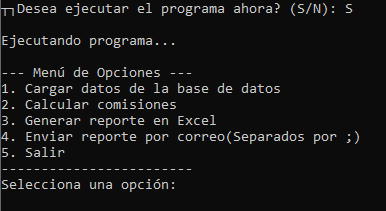 ┬┐Desea ejecutar el programa ahora? (S/N): S
Ejecutando programa...
--- Menú de Opciones ---
1. Cargar datos de la base de datos
2. Calcular comisiones
3. Generar reporte en Excel
4. Enviar reporte por correo(Separados por ;)
5. Salir
------------------------
Selecciona una opción: